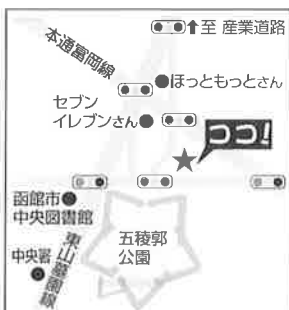 ↑至 産業道路
本通富岡線
●ほっともっとさん
セブン
イレブンさん●
ココ!
函館市●
中央図書館
五稜郭
公園
中央署
東山墓園線